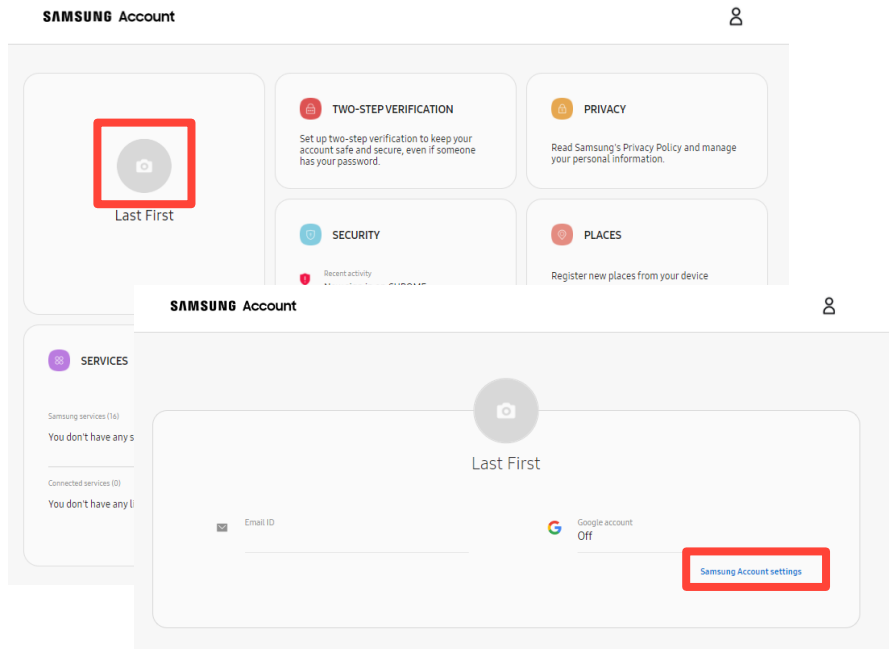 SAMSUNG Account
Last First
TWO-STEP VERIFICATION
Set up two-step verification to keep your
account safe and secure, even if someone
has your password.
PRIVACY
Read Samsung's Privacy Policy and manage
your personal information.
SECURITY
Recent activity
PLACES
Register new places from your device
SERVICES
Samsung services (16)
You don't have any s
Connected services (0)
You don't have any li
SAMSUNG Account
Last First
Email ID
Google account
Off
Samsung Account settings